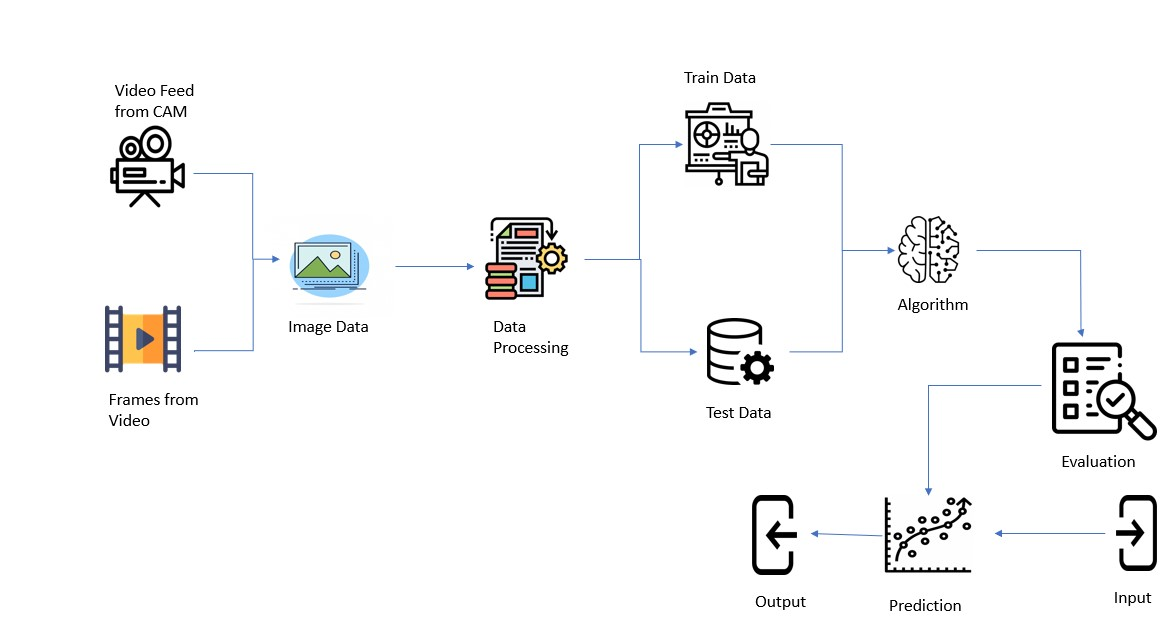 Video Feed
from CAM
Train Data
Image Data
Data
Processing
Algorithm
Frames from
Video
Test Data
Evaluation
Output
Prediction
Input